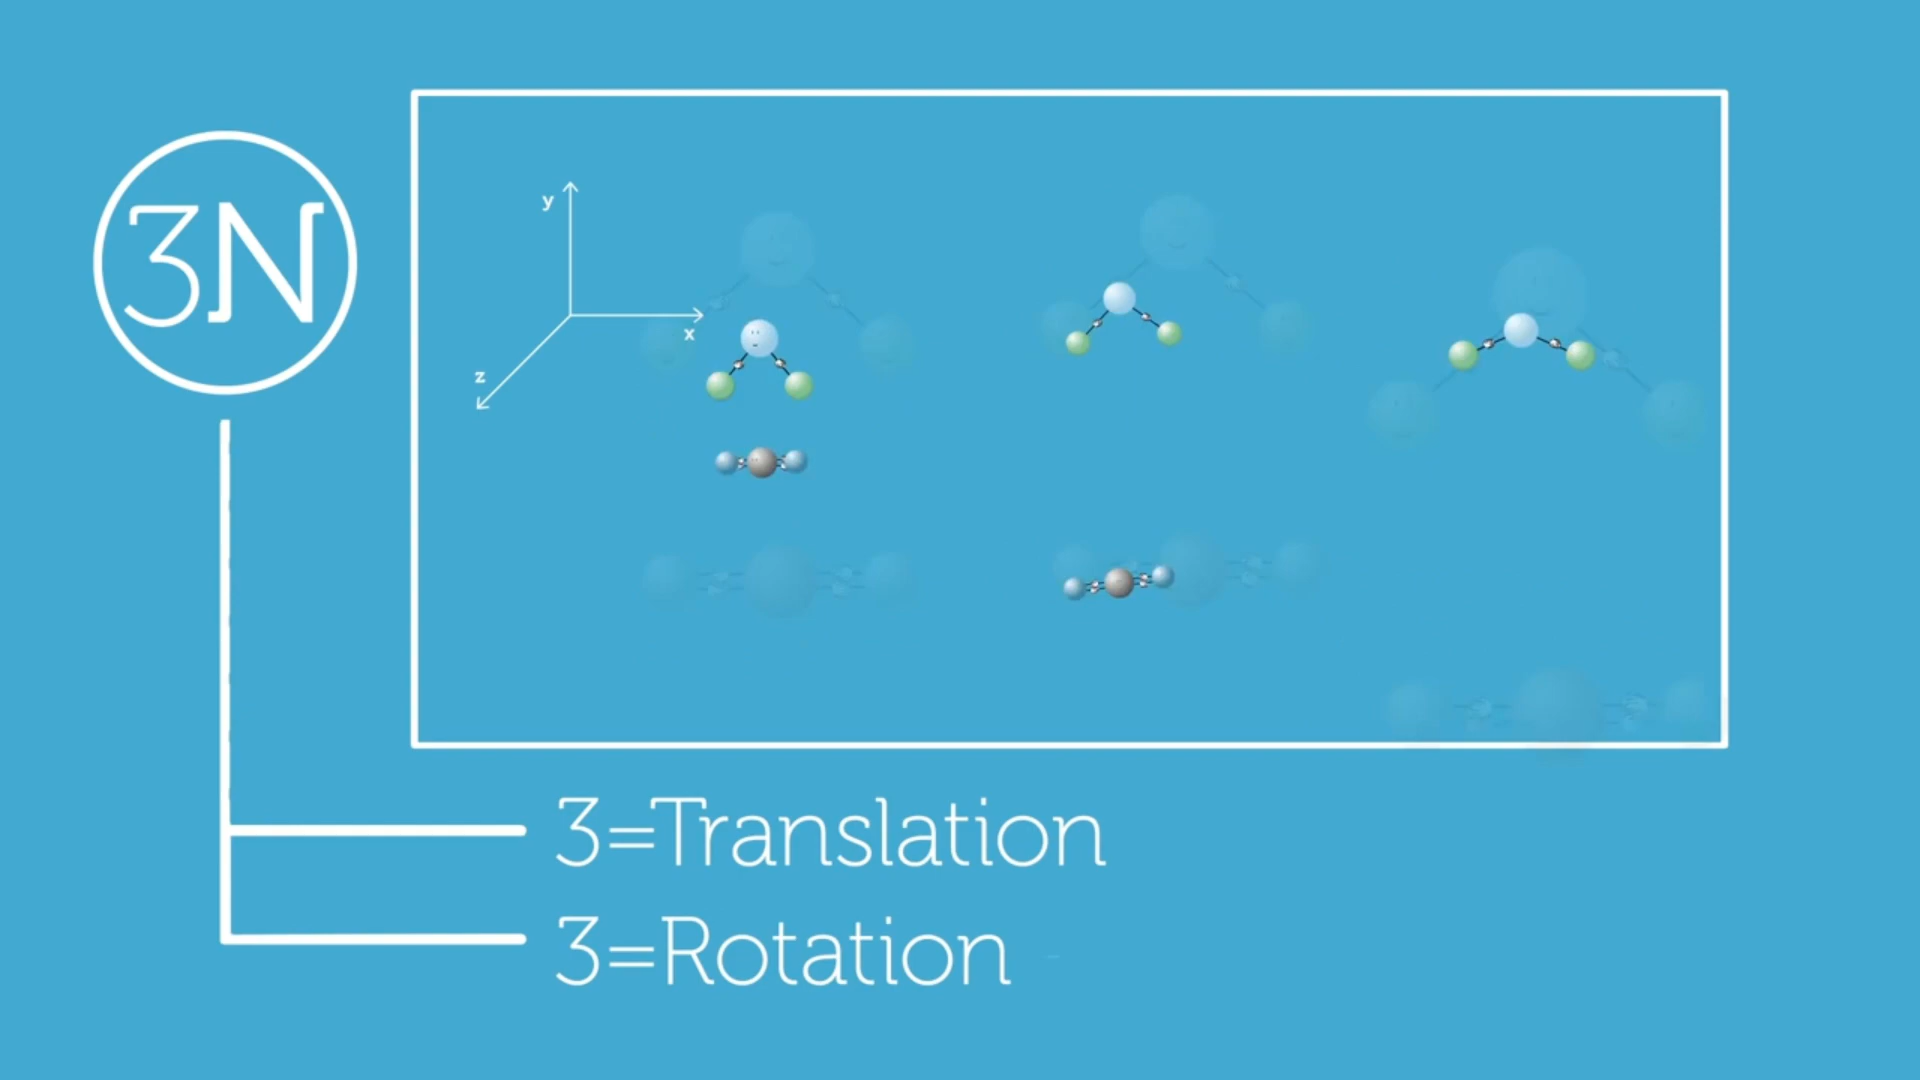 3N
y
x
z
3=Translation
3=Rotation